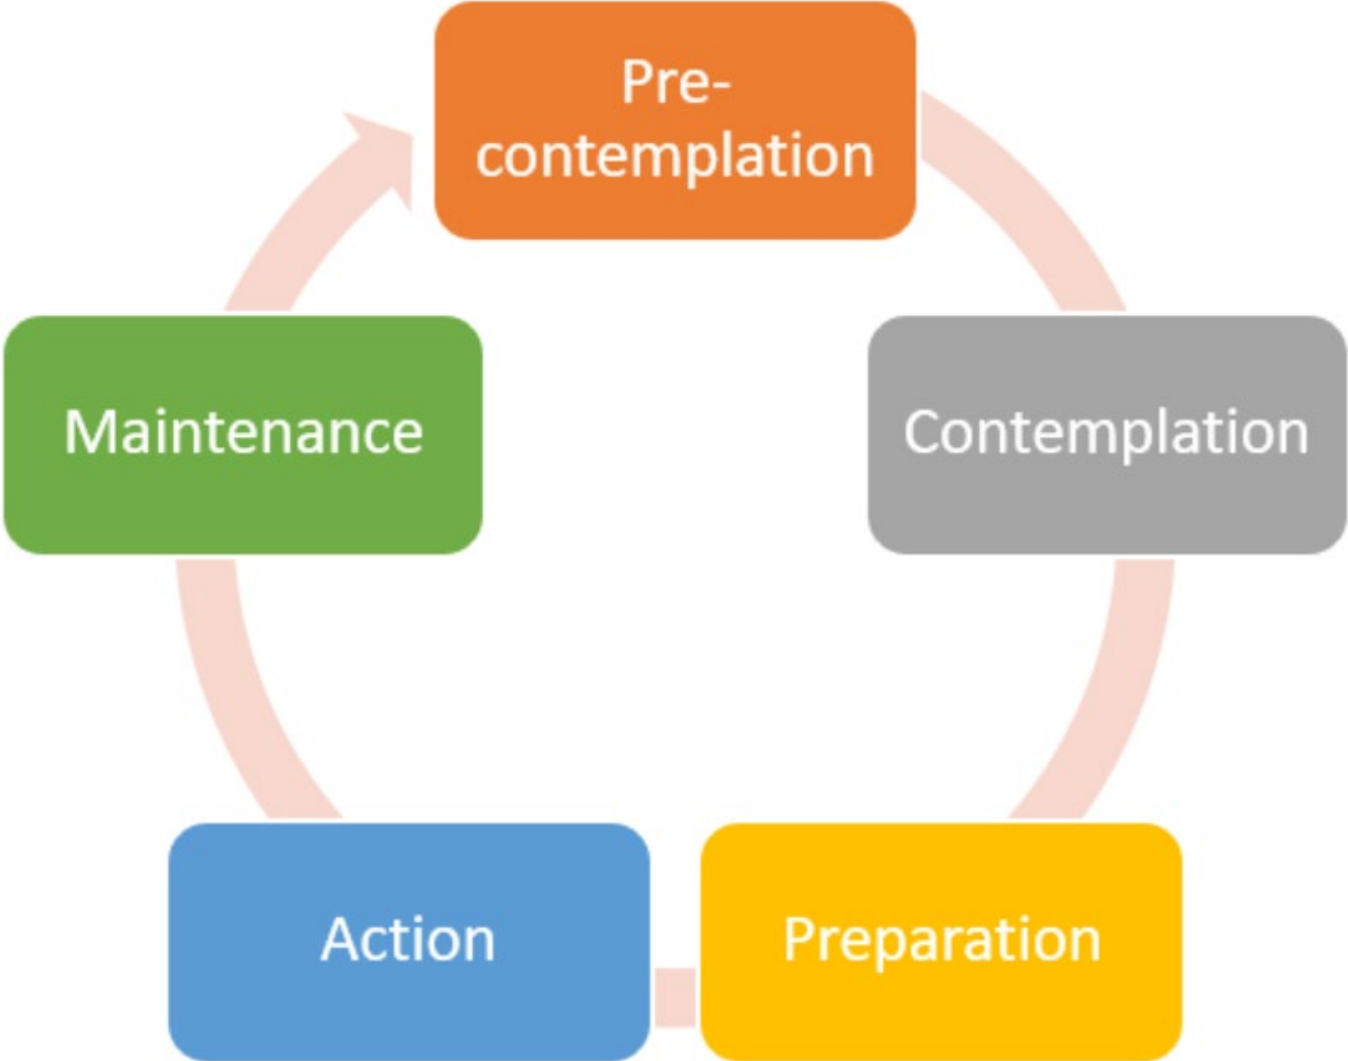 Pre-
contemplation
Contemplation
Preparation
Action
Maintenance